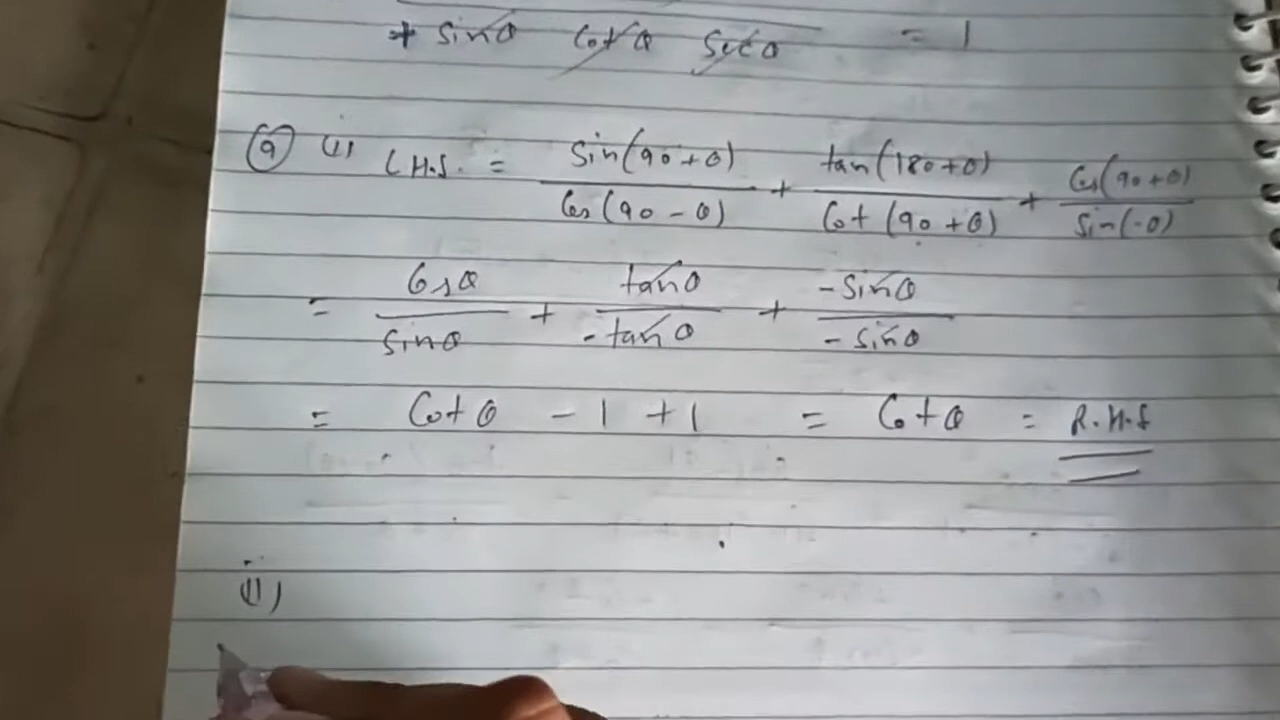 + sinθ cotθ secθ = 1
(9) (i) L.H.S. = sin(90+θ)/Cos(90-θ) + tan(180+θ)/Cot(90+θ) + Cos(90+θ)/sin(-θ)
= Cosθ/sinθ + tanθ/-tanθ + -sinθ/-sinθ
= Cotθ - 1 + 1 = Cotθ = R.H.S
(ii)